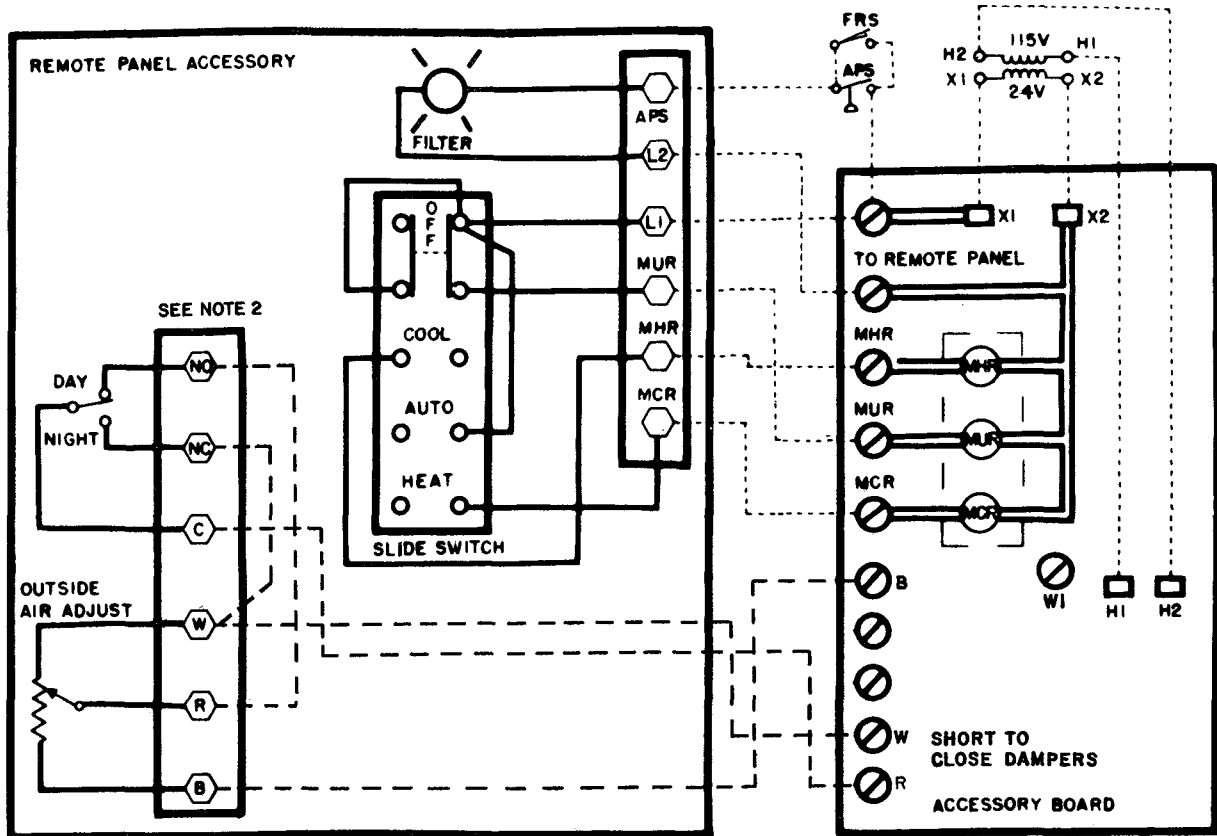 REMOTE PANEL ACCESSORY
FILTER
APS
L2
L1
MUR
MHR
MCR
OFF
COOL
AUTO
HEAT
SLIDE SWITCH
SEE NOTE 2
NO
NC
C
W
R
B
DAY
NIGHT
OUTSIDE
AIR ADJUST
FRS
APS
H2 115V H1
X1 24V X2
X1
X2
TO REMOTE PANEL
MHR
MHR
MUR
MUR
MCR
MCR
W1
H1
H2
B
W
R
SHORT TO
CLOSE DAMPERS
ACCESSORY BOARD